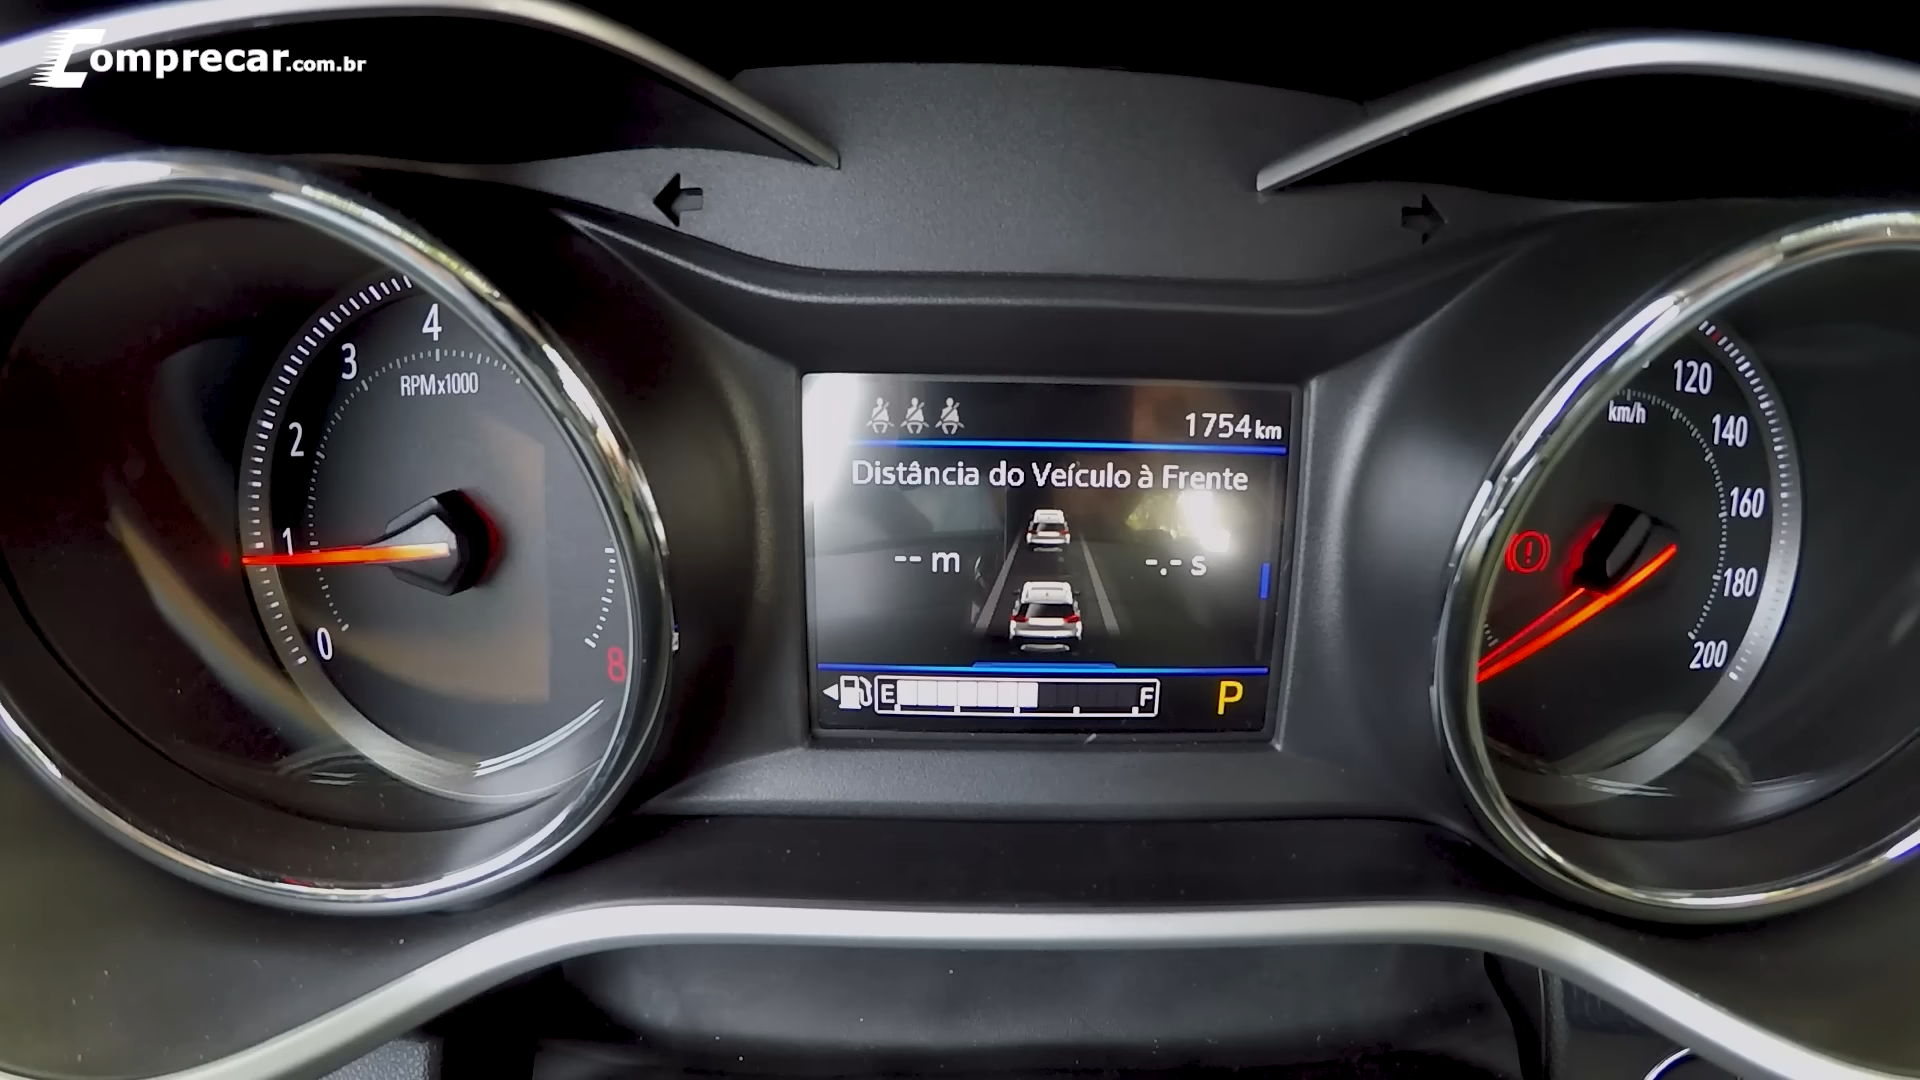 Comprecar.com.br
4
3
RPMx1000
2
1
0
8
1754 km
Distância do Veículo à Frente
-- m
-.- s
E
F
P
120
km/h
140
160
180
200